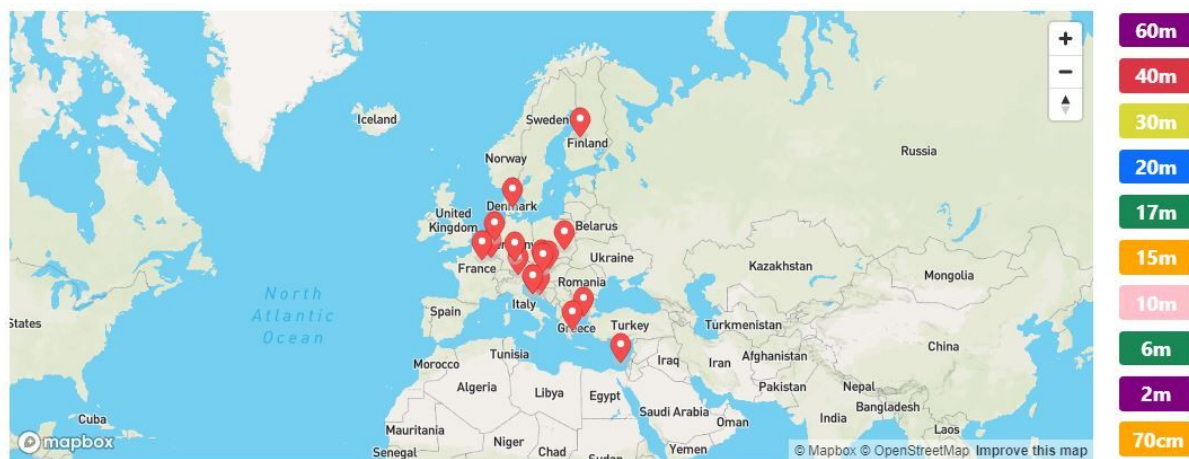 60m
40m
30m
20m
17m
15m
10m
6m
2m
70cm
Iceland
Sweden
Finland
Norway
Russia
Denmark
United
Kingdom
Belarus
Ukraine
France
Kazakhstan
Mongolia
Romania
Italy
North
Atlantic
Ocean
States
Spain
Greece
Turkey
Türkmenistan
China
Tunisia
Morocco
Iraq
Iran
Afghanistan
Algeria
Libya
Egypt
Pakistan
Nepal
Bangladesh
Saudi Arabia
Oman
India
Cuba
Mauritania
Laos
mapbox
Senegal
Niger
Chad
Sudan
Yemen
© Mapbox © OpenStreetMap Improve this map